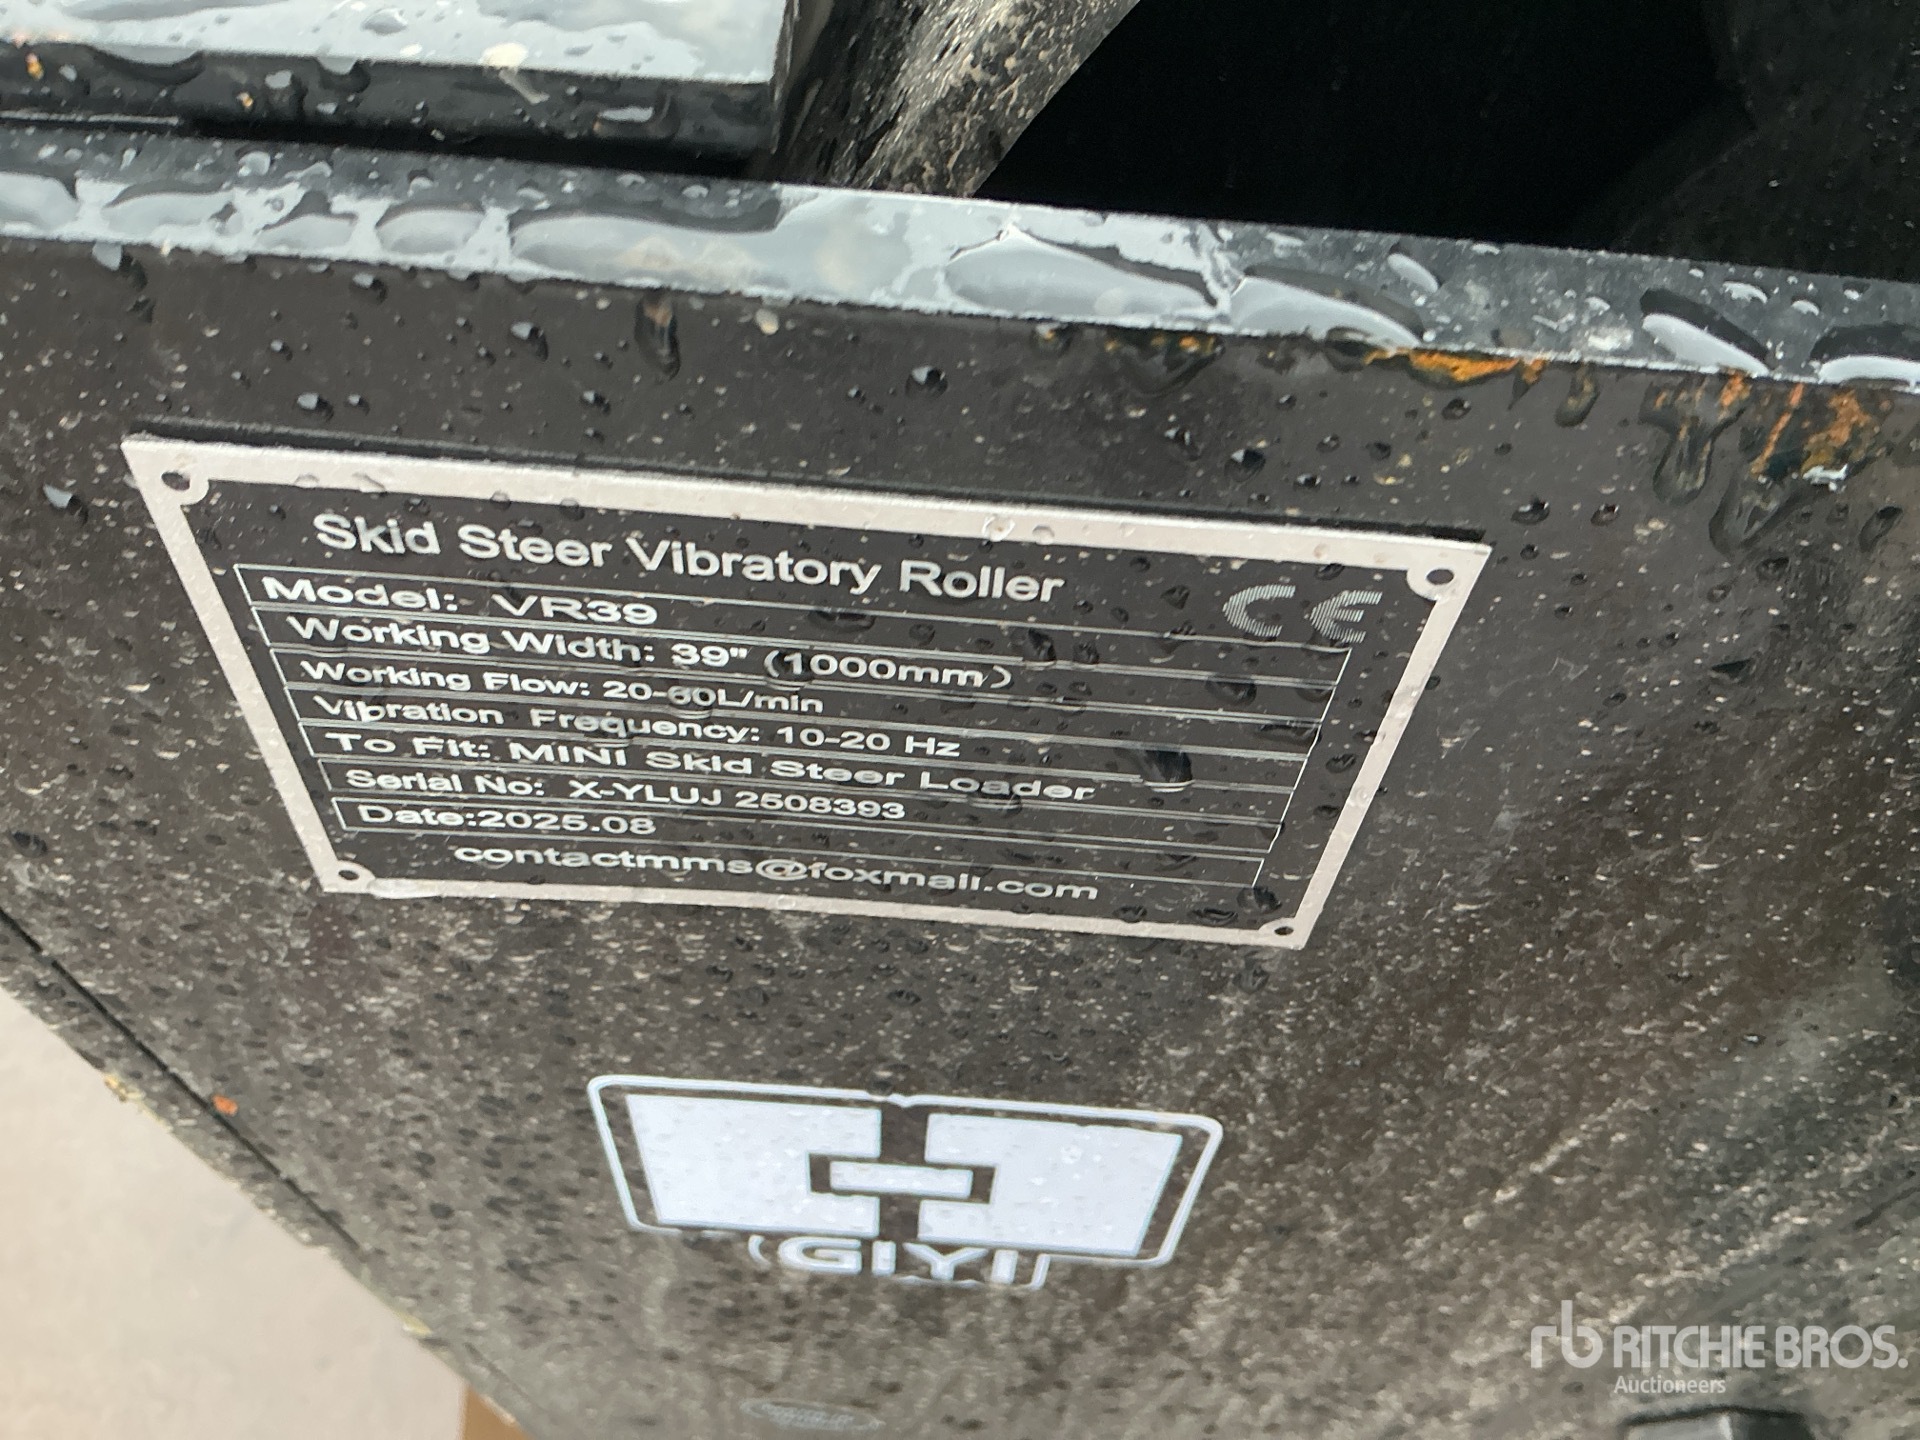 Skid Steer Vibratory Roller
CE
Model: VR39
Working Width: 39" (1000mm)
Working Flow: 20-60L/min
Vibration Frequency: 10-20 Hz
To Fit: MINI Skid Steer Loader
Serial No: X-YLUJ 2508393
Date:2025.08
contactmms@foxmail.com
GIYI
rb RITCHIE BROS.
Auctioneers